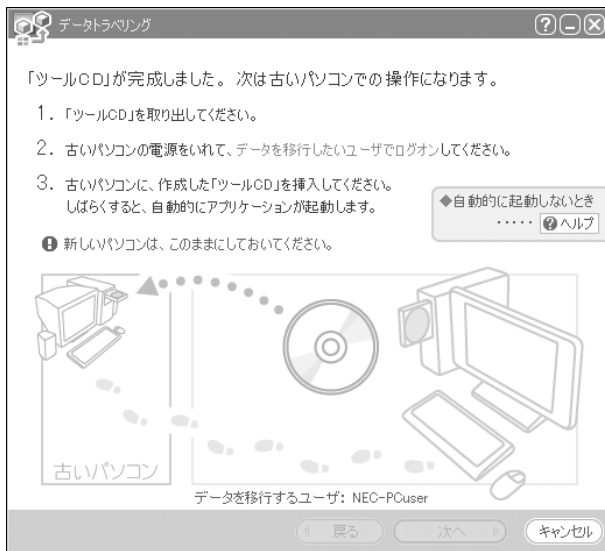 データトラベリング
「ツールCD」が完成しました。次は古いパソコンでの操作になります。
1. 「ツールCD」を取り出してください。
2. 古いパソコンの電源をいれて、データを移行したいユーザでログオンしてください。
3. 古いパソコンに、作成した「ツールCD」を挿入してください。
しばらくすると、自動的にアプリケーションが起動します。
◆自動的に起動しないとき
・・・・・ ?ヘルプ
! 新しいパソコンは、このままにしておいてください。
古いパソコン
データを移行するユーザ: NEC-PCuser
戻る 次へ キャンセル